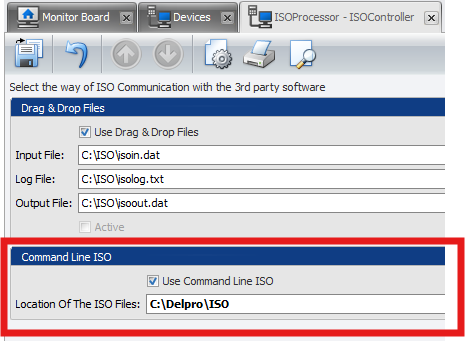 Monitor Board Devices ISOProcessor - ISOController
Select the way of ISO Communication with the 3rd party software
Drag & Drop Files
Use Drag & Drop Files
Input File: C:\ISO\isoin.dat
Log File: C:\ISO\isolog.txt
Output File: C:\ISO\isoout.dat
Active
Command Line ISO
Use Command Line ISO
Location Of The ISO Files: C:\Delpro\ISO